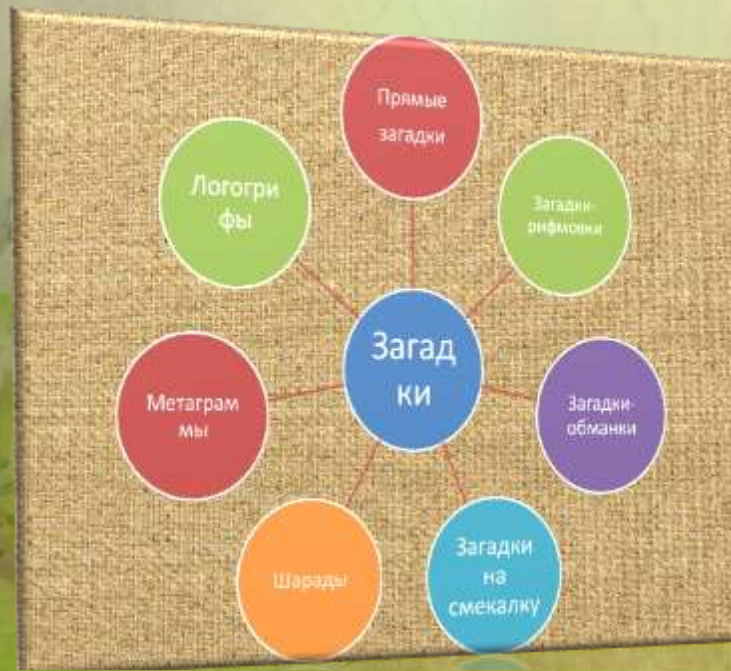 Прямые
загадки
Загадки-
рифмовки
Загадки-
обманки
Загадки
на
смекалку
Шарады
Метаграм
мы
Логогри
фы
Загад
ки